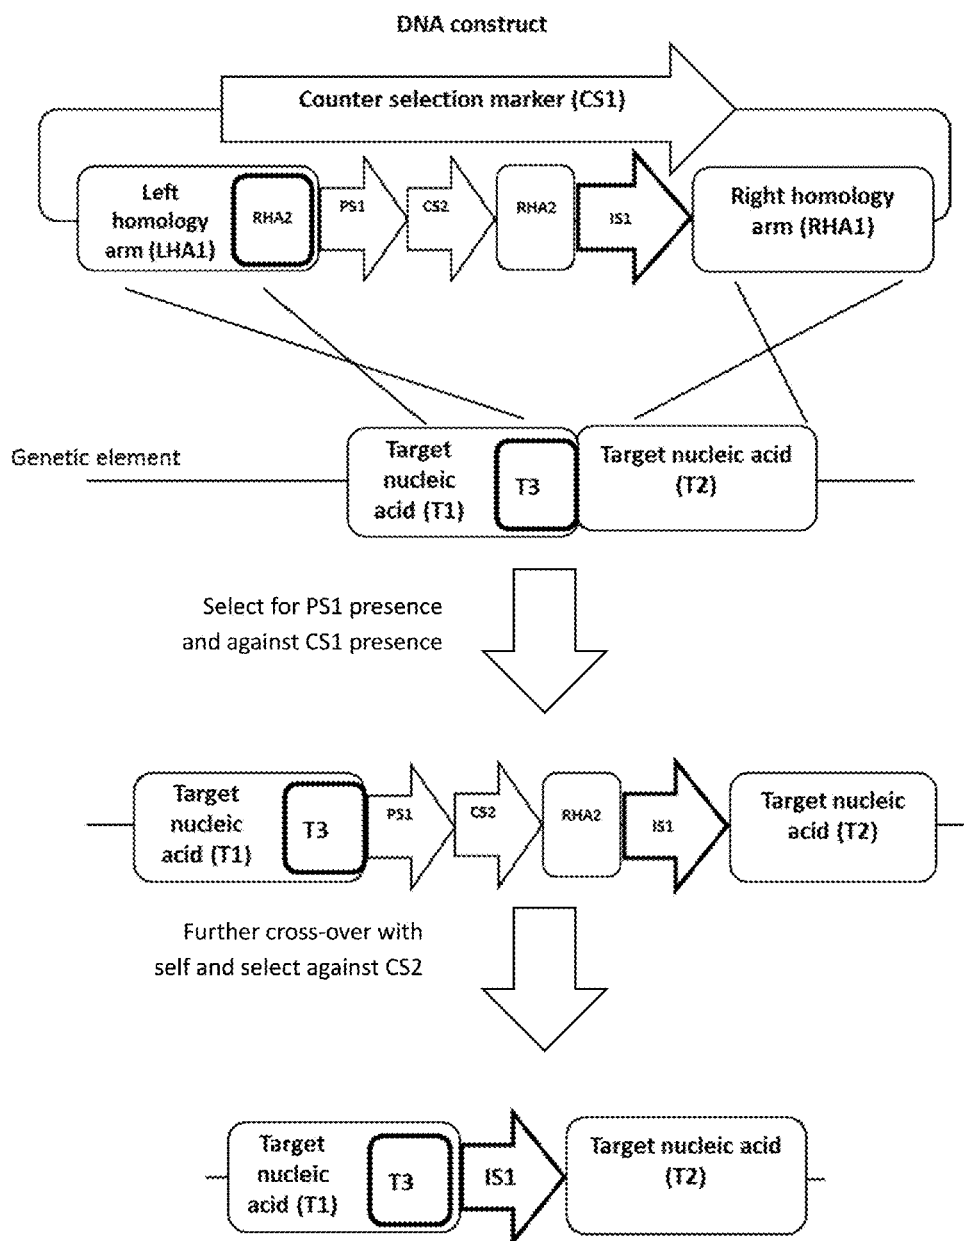 DNA construct
Counter selection marker (CS1)
Left
homology
arm (LHA1)
RHA2
PS1
CS2
RHA2
IS1
Right homology
arm (RHA1)
Genetic element
Target
nucleic
acid (T1)
T3
Target nucleic acid
(T2)
Select for PS1 presence
and against CS1 presence
Target
nucleic
acid (T1)
T3
PS1
CS2
RHA2
IS1
Target nucleic
acid (T2)
Further cross-over with
self and select against CS2
Target
nucleic
acid (T1)
T3
IS1
Target nucleic acid
(T2)